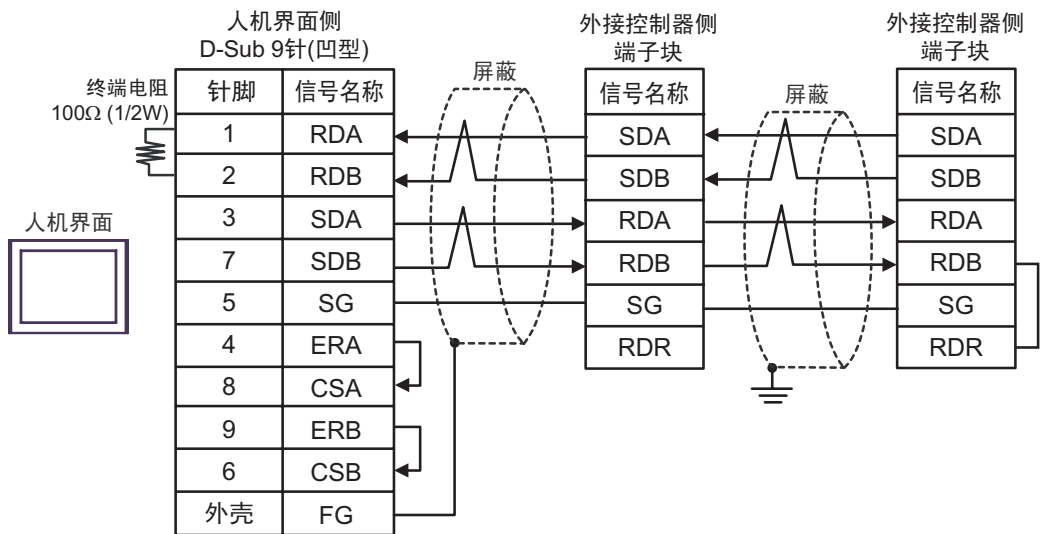 人机界面侧
D-Sub 9针(凹型)
终端电阻
100Ω (1/2W)
人机界面
针脚 信号名称
1 RDA
2 RDB
3 SDA
7 SDB
5 SG
4 ERA
8 CSA
9 ERB
6 CSB
外壳 FG
屏蔽
外接控制器侧
端子块
信号名称
SDA
SDB
RDA
RDB
SG
RDR
屏蔽
外接控制器侧
端子块
信号名称
SDA
SDB
RDA
RDB
SG
RDR